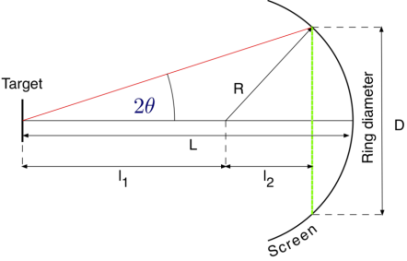 Target
2θ
R
L
l1
l2
Ring diameter
D
Screen